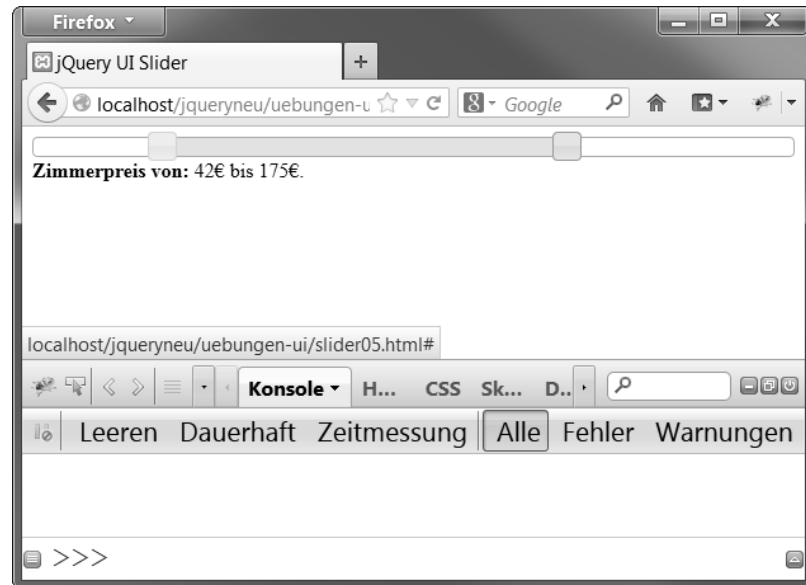 Firefox
X
jQuery UI Slider
+
localhost/jqueryneu/uebungen-u
8 Google
Zimmerpreis von: 42€ bis 175€.
localhost/jqueryneu/uebungen-ui/slider05.html#
Konsole H... CSS Sk... D...
Leeren Dauerhaft Zeitmessung Alle Fehler Warnungen
>>>